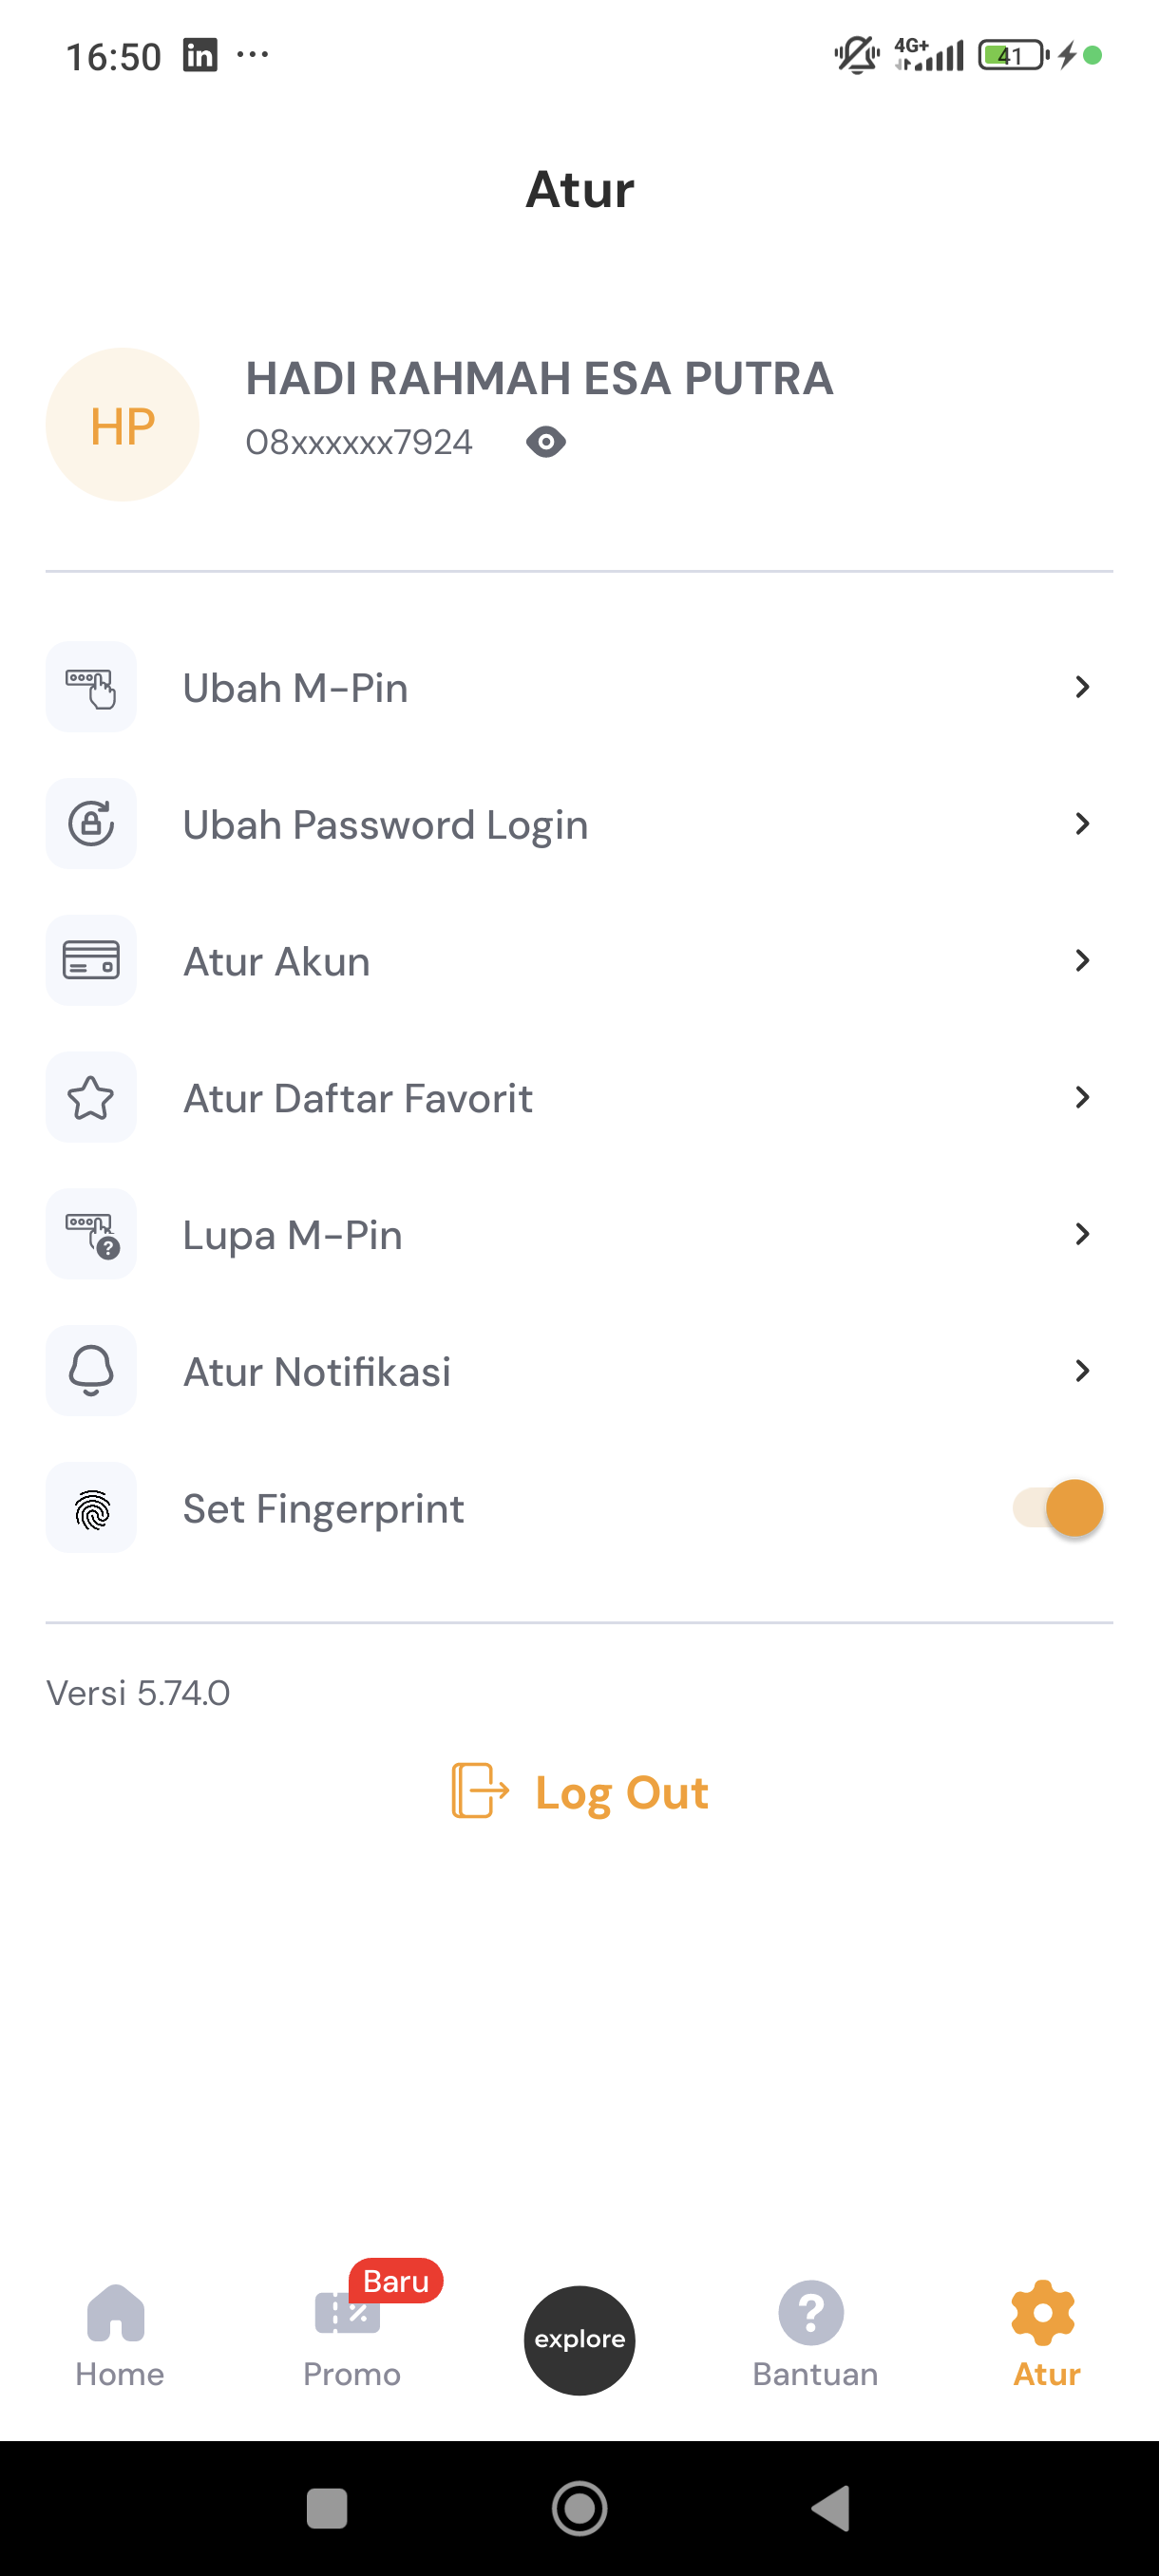 16:50 in ...
4G+ 41
Atur
HP
HADI RAHMAH ESA PUTRA
08xxxxxx7924
Ubah M-Pin
Ubah Password Login
Atur Akun
Atur Daftar Favorit
Lupa M-Pin
Atur Notifikasi
Set Fingerprint
Versi 5.74.0
Log Out
Baru
explore
Home
Promo
Bantuan
Atur